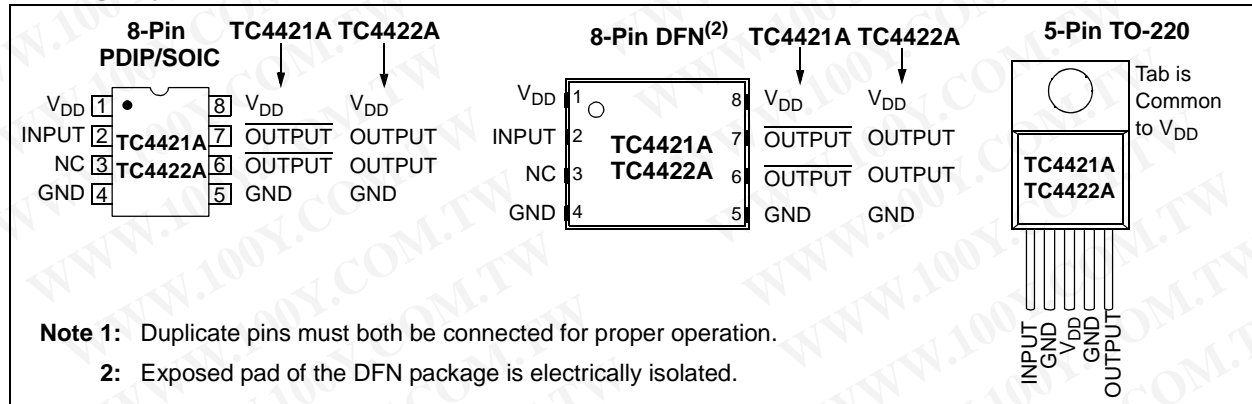 8-Pin
PDIP/SOIC
TC4421A TC4422A
VDD 1 8 VDD VDD
INPUT 2 7 OUTPUT OUTPUT
NC 3 6 OUTPUT OUTPUT
GND 4 5 GND GND
TC4421A
TC4422A
8-Pin DFN(2) TC4421A TC4422A
VDD 1 8 VDD VDD
INPUT 2 7 OUTPUT OUTPUT
NC 3 6 OUTPUT OUTPUT
GND 4 5 GND GND
TC4421A
TC4422A
5-Pin TO-220
Tab is
Common
to VDD
TC4421A
TC4422A
INPUT
GND
VDD
GND
OUTPUT
Note 1: Duplicate pins must both be connected for proper operation.
2: Exposed pad of the DFN package is electrically isolated.
WWW.100Y.COM.TW